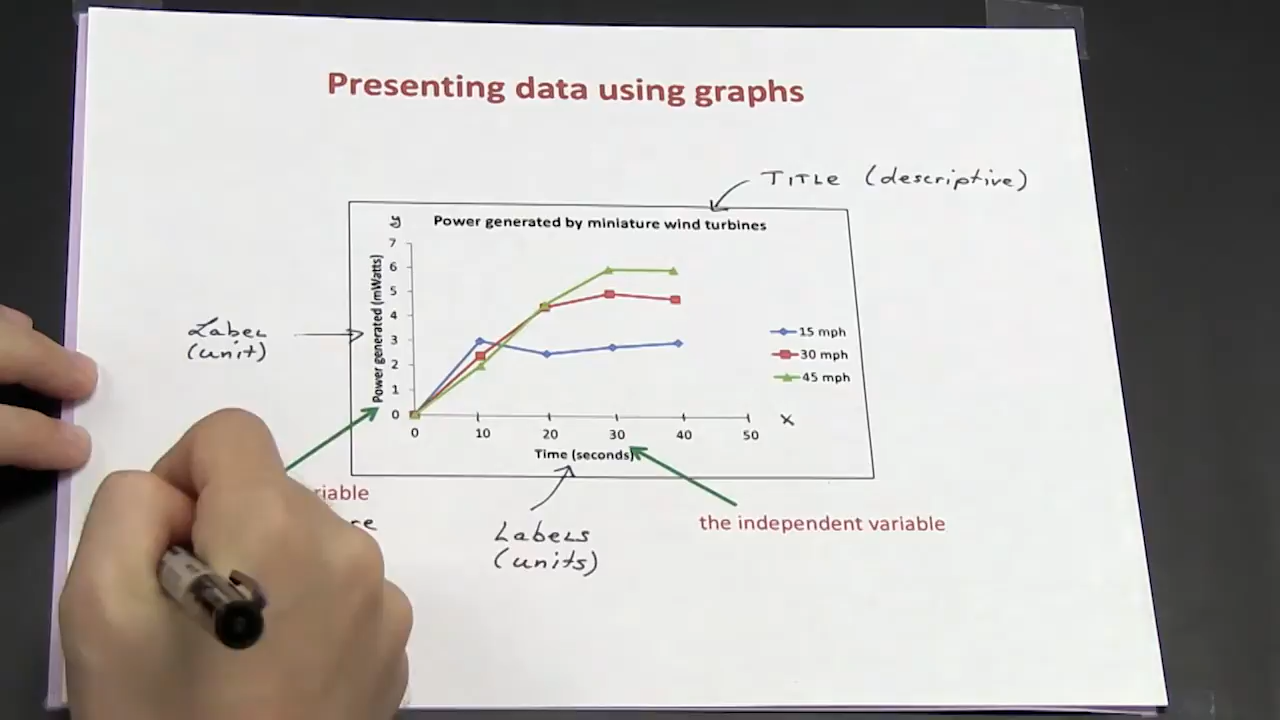 Presenting data using graphs
TITLE (descriptive)
y
Power generated by miniature wind turbines
Power generated (mWatts)
7
6
5
4
3
2
1
0
0 10 20 30 40 50
x
Time (seconds)
15 mph
30 mph
45 mph
Label
(unit)
Labels
(units)
the independent variable